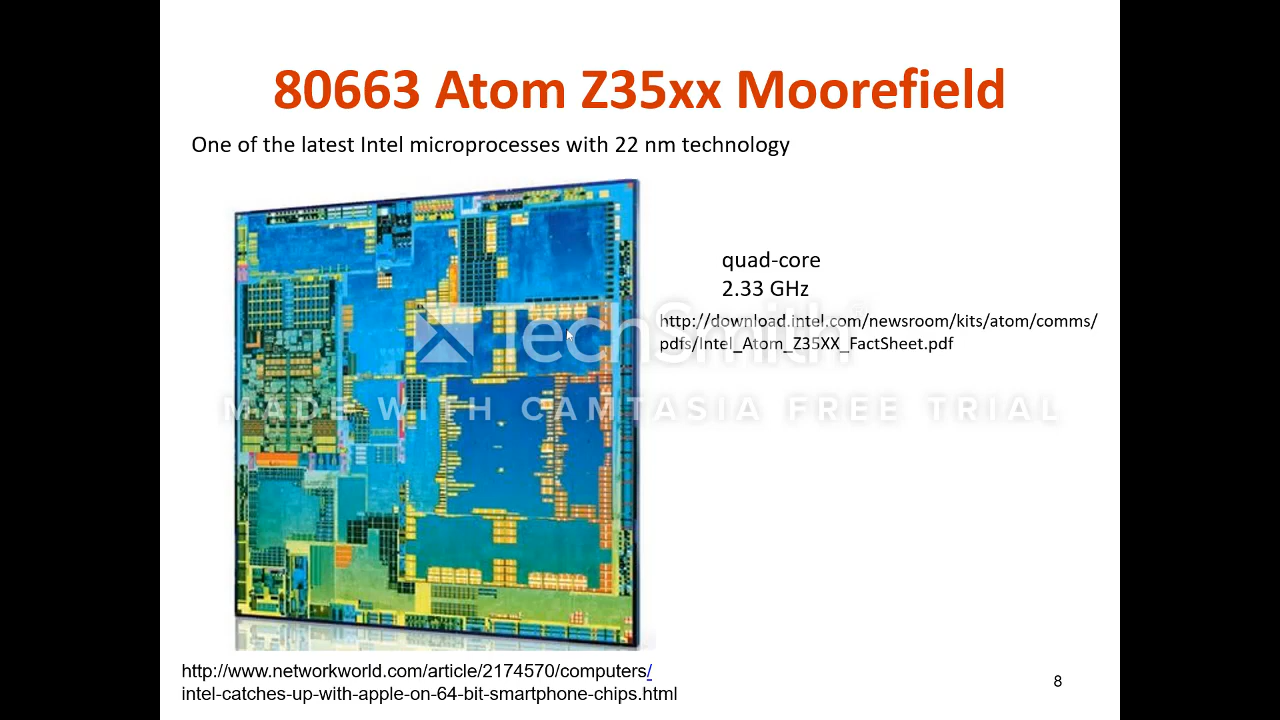 80663 Atom Z35xx Moorefield
One of the latest Intel microprocesses with 22 nm technology
quad-core
2.33 GHz
http://download.intel.com/newsroom/kits/atom/comms/
pdfs/Intel_Atom_Z35XX_FactSheet.pdf
TechSmith
MADE WITH CAMTASIA FREE TRIAL
http://www.networkworld.com/article/2174570/computers/
intel-catches-up-with-apple-on-64-bit-smartphone-chips.html
8